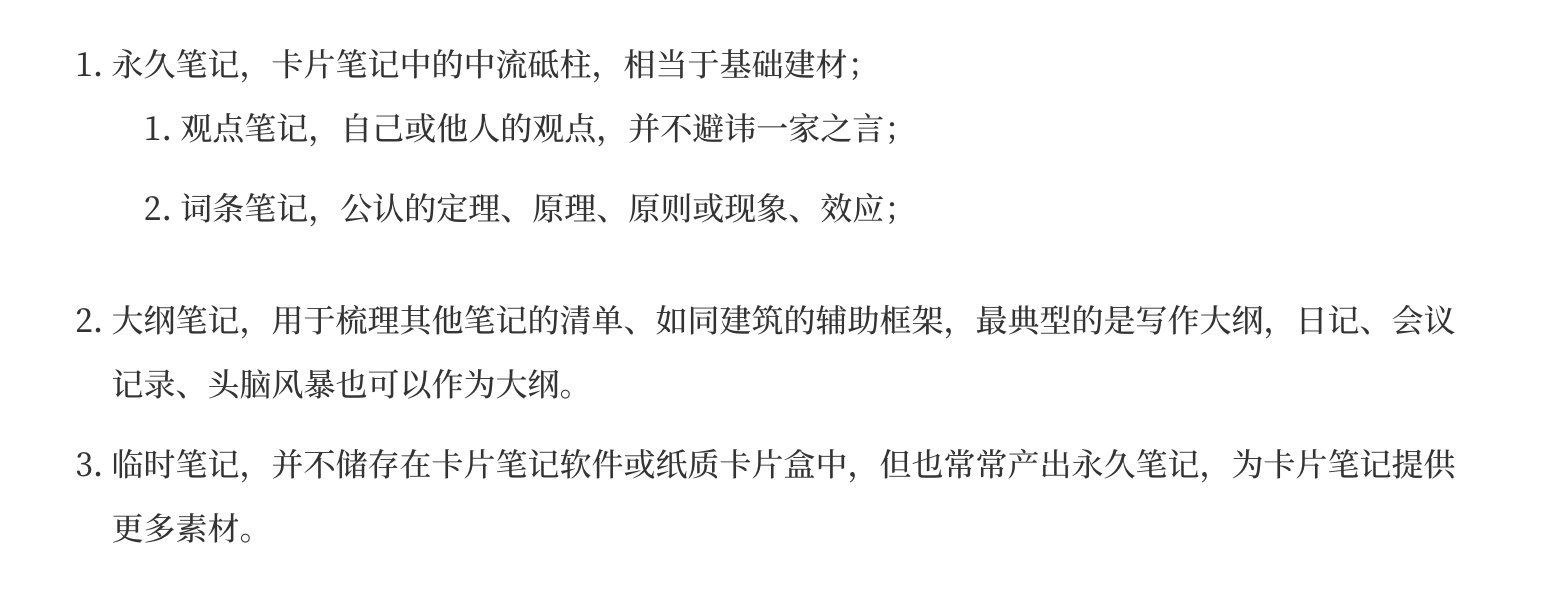 1. 永久笔记，卡片笔记中的中流砥柱，相当于基础建材；
1. 观点笔记，自己或他人的观点，并不避讳一家之言；
2. 词条笔记，公认的定理、原理、原则或现象、效应；
2. 大纲笔记，用于梳理其他笔记的清单、如同建筑的辅助框架，最典型的是写作大纲，日记、会议
记录、头脑风暴也可以作为大纲。
3. 临时笔记，并不储存在卡片笔记软件或纸质卡片盒中，但也常常产出永久笔记，为卡片笔记提供
更多素材。